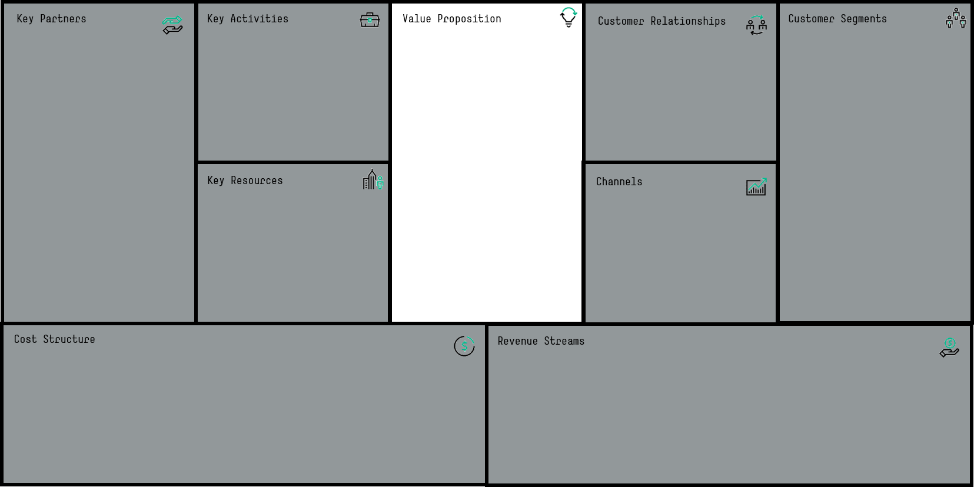 Key Partners
Key Activities
Value Proposition
Customer Relationships
Customer Segments
Key Resources
Channels
Cost Structure
Revenue Streams